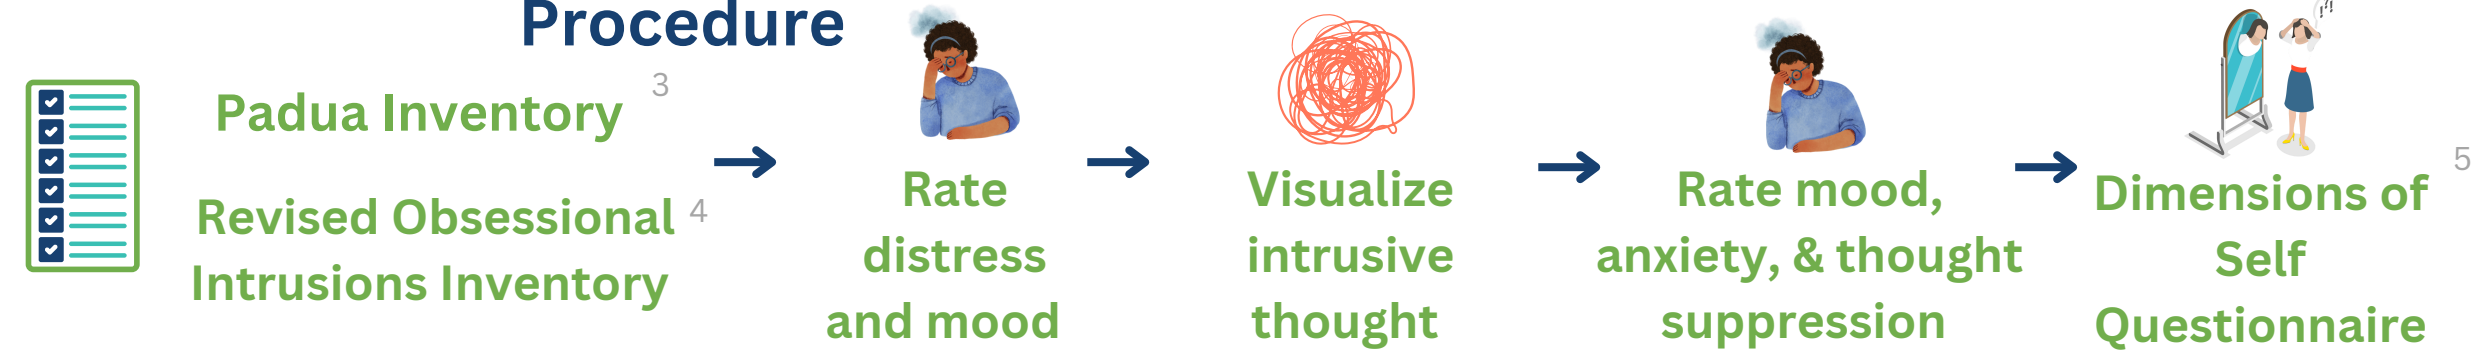 Procedure
Padua Inventory 3
Revised Obsessional 4
Intrusions Inventory
Rate
distress
and mood
Visualize
intrusive
thought
Rate mood,
anxiety, & thought
suppression
!?!
Dimensions of 5
Self
Questionnaire